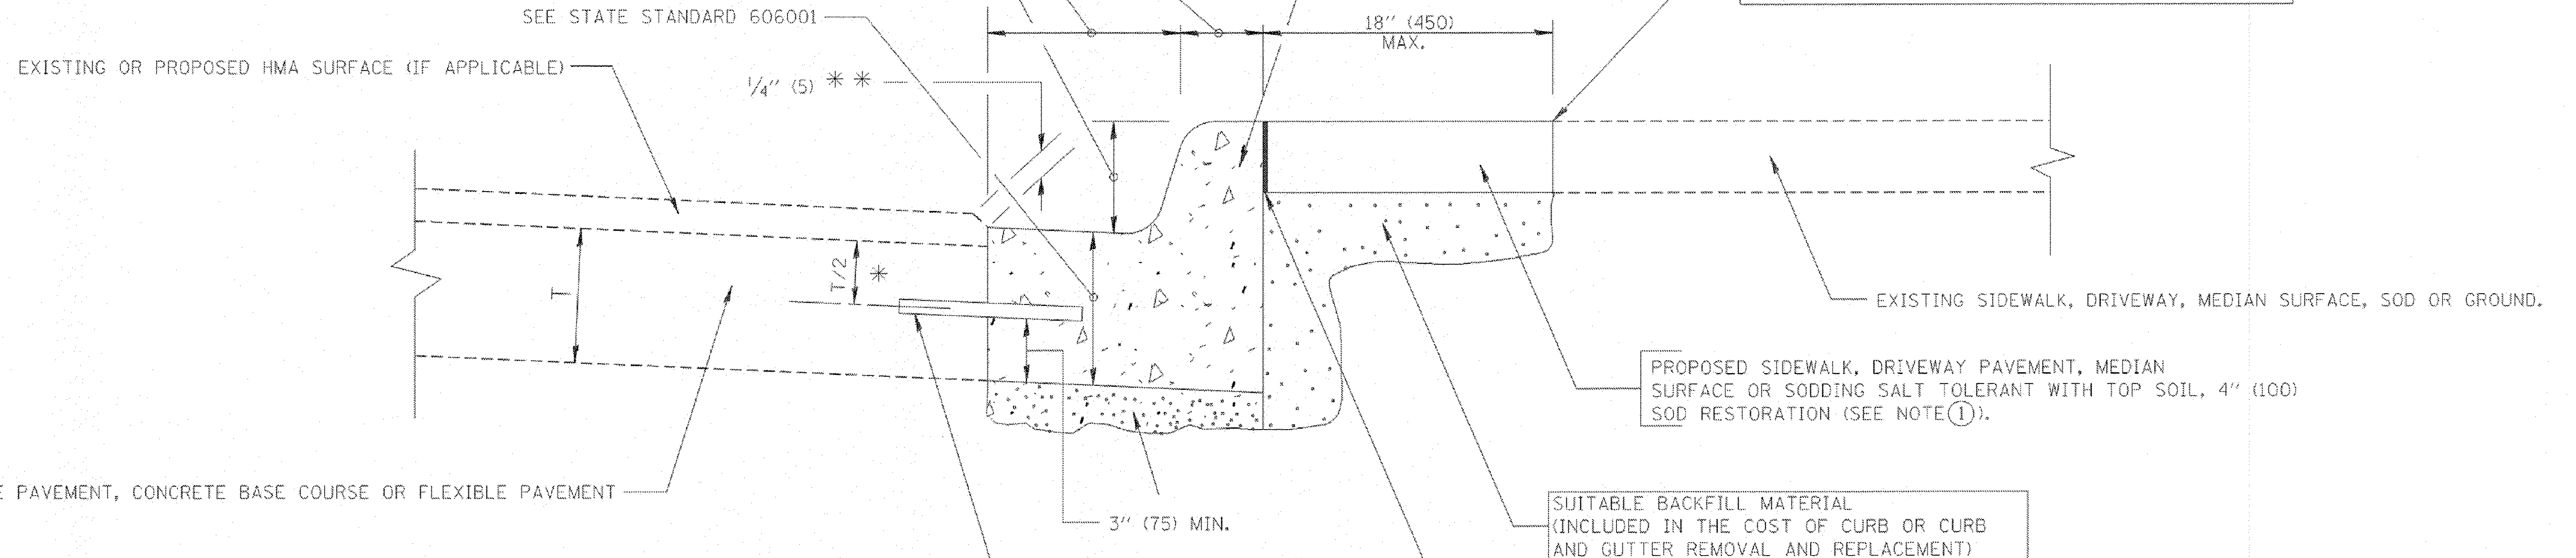 SEE STATE STANDARD 606001
18" (450)
MAX.
EXISTING OR PROPOSED HMA SURFACE (IF APPLICABLE)
1/4" (5) * *
T
T/2
*
EXISTING SIDEWALK, DRIVEWAY, MEDIAN SURFACE, SOD OR GROUND.
PROPOSED SIDEWALK, DRIVEWAY PAVEMENT, MEDIAN
SURFACE OR SODDING SALT TOLERANT WITH TOP SOIL, 4" (100)
SOD RESTORATION (SEE NOTE ①).
PAVEMENT, CONCRETE BASE COURSE OR FLEXIBLE PAVEMENT
3" (75) MIN.
SUITABLE BACKFILL MATERIAL
(INCLUDED IN THE COST OF CURB OR CURB
AND GUTTER REMOVAL AND REPLACEMENT)